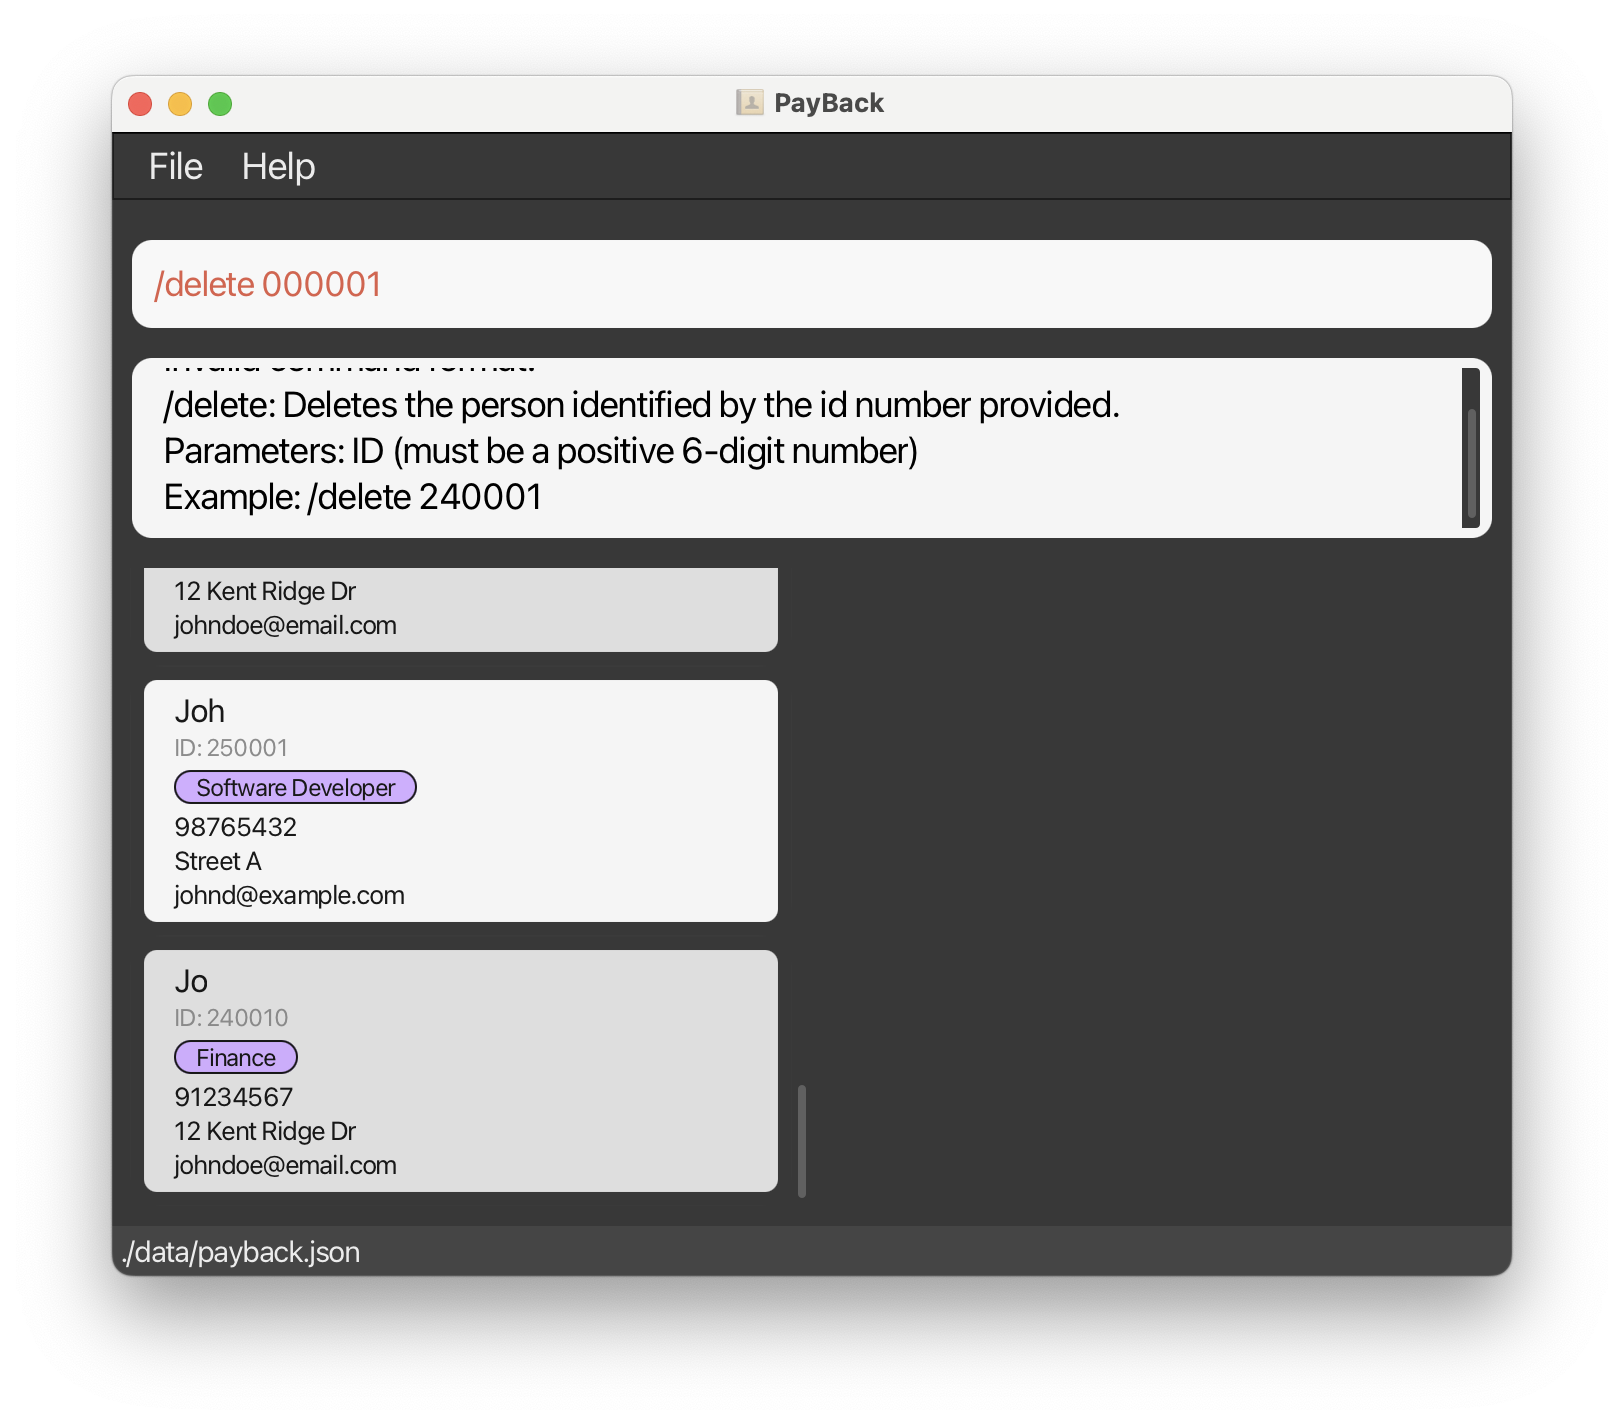 PayBack
File Help
/delete 000001
Invalid command format!
/delete: Deletes the person identified by the id number provided.
Parameters: ID (must be a positive 6-digit number)
Example: /delete 240001
12 Kent Ridge Dr
johndoe@email.com
Joh
ID: 250001
Software Developer
98765432
Street A
johnd@example.com
Jo
ID: 240010
Finance
91234567
12 Kent Ridge Dr
johndoe@email.com
./data/payback.json